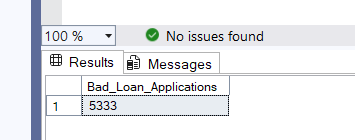 100 % No issues found
Results Messages
Bad_Loan_Applications
1 5333